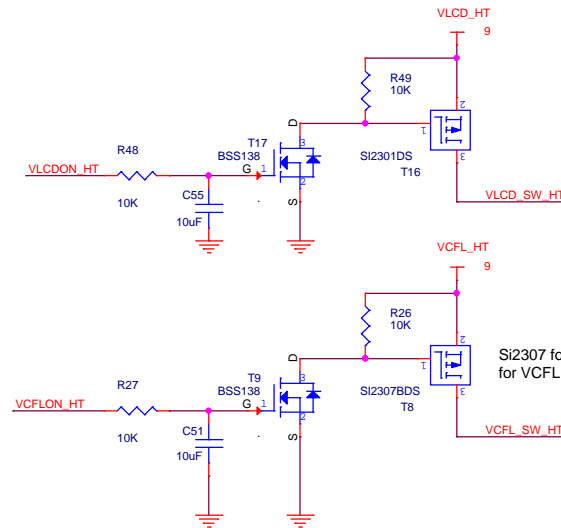 VLCD_HT
9
R49
10K
2
D
R48
T17
BSS138
3
1
SI2301DS
T16
VLCDON_HT
G
1
2
3
C55
10K
10uF
S
VLCD_SW_HT
VCFL_HT
9
R26
10K
2
D
Si2307 fo
for VCFL
R27
T9
BSS138
3
1
SI2307BDS
T8
VCFLON_HT
G
1
2
3
C51
10K
10uF
S
VCFL_SW_HT